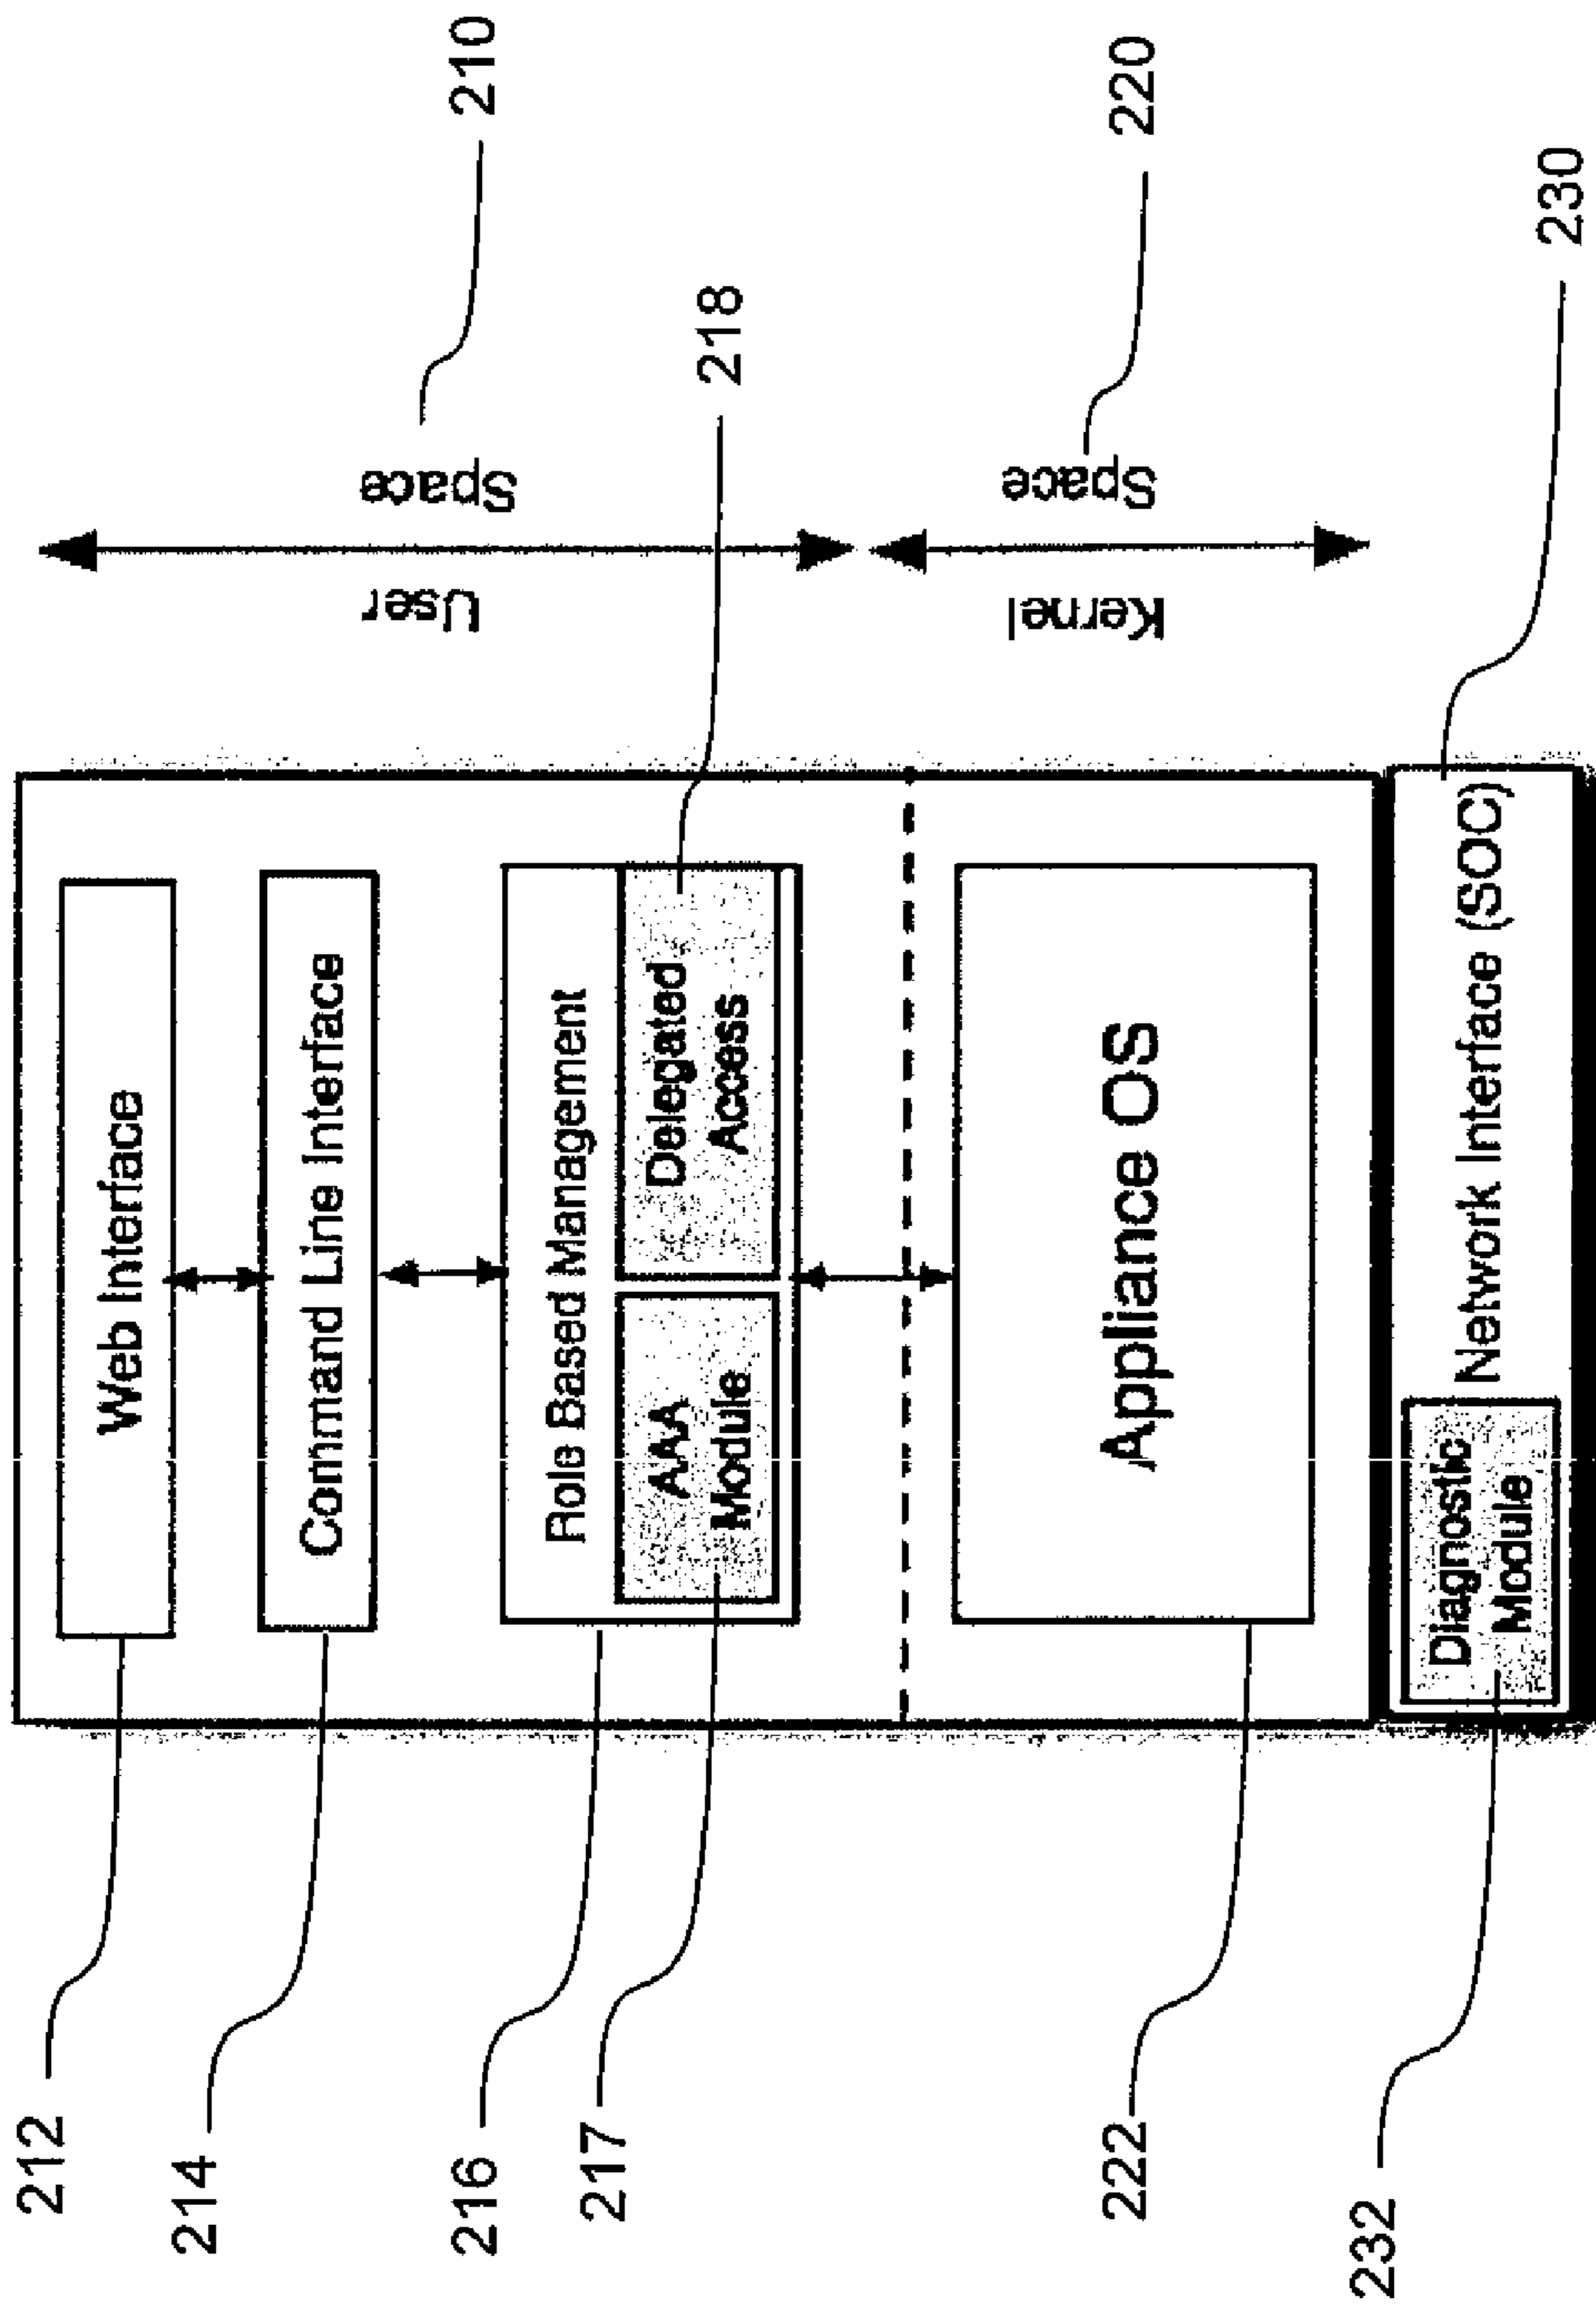 212
Web Interface
214
Command Line Interface
User
Space
210
216
Role Based Management
217
AAA
Module
Delegated
Access
218
222
Appliance OS
Kernel
Space
220
232
Diagnostic
Module
Network Interface (SOC)
230